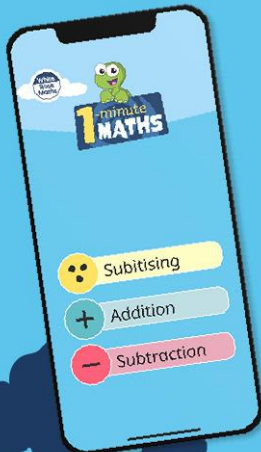 White
Rose
Maths
1-minute
MATHS
Subitising
+ Addition
- Subtraction